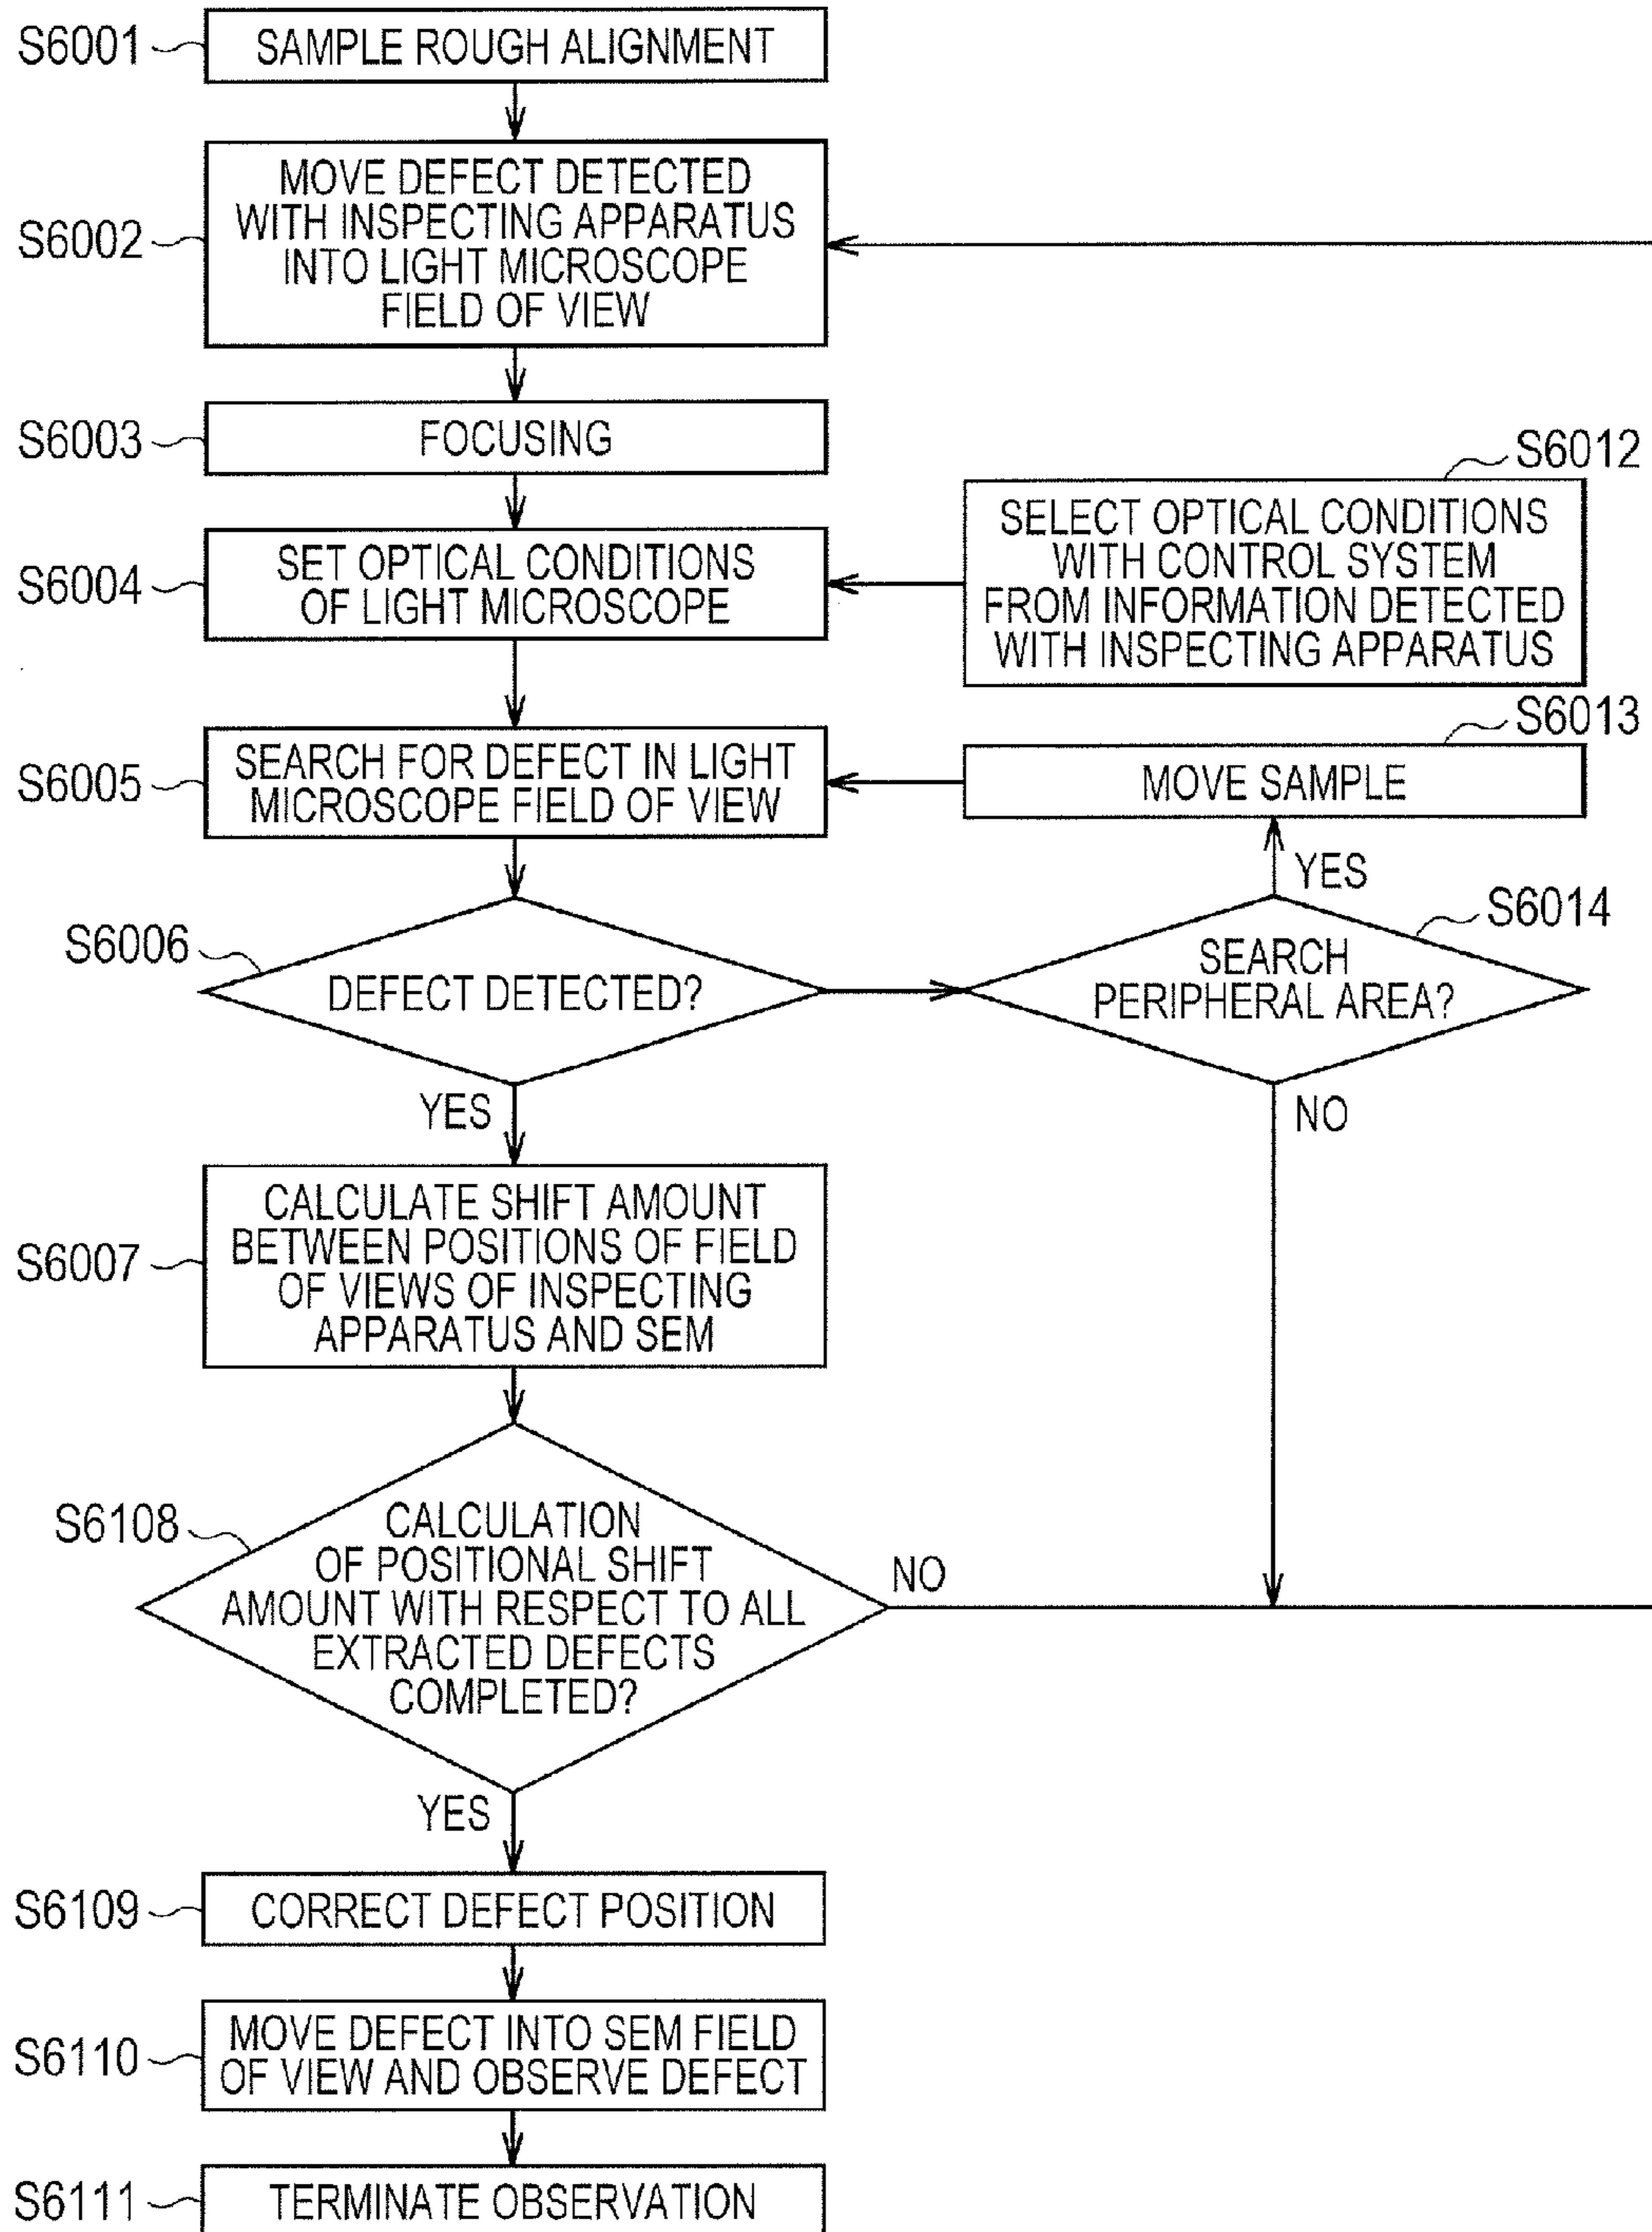 S6001
SAMPLE ROUGH ALIGNMENT
S6002
MOVE DEFECT DETECTED
WITH INSPECTING APPARATUS
INTO LIGHT MICROSCOPE
FIELD OF VIEW
S6003
FOCUSING
S6012
SELECT OPTICAL CONDITIONS
WITH CONTROL SYSTEM
FROM INFORMATION DETECTED
WITH INSPECTING APPARATUS
S6004
SET OPTICAL CONDITIONS
OF LIGHT MICROSCOPE
S6013
MOVE SAMPLE
S6005
SEARCH FOR DEFECT IN LIGHT
MICROSCOPE FIELD OF VIEW
YES
S6014
SEARCH
PERIPHERAL AREA?
S6006
DEFECT DETECTED?
YES
NO
S6007
CALCULATE SHIFT AMOUNT
BETWEEN POSITIONS OF FIELD
OF VIEWS OF INSPECTING
APPARATUS AND SEM
S6108
CALCULATION
OF POSITIONAL SHIFT
AMOUNT WITH RESPECT TO ALL
EXTRACTED DEFECTS
COMPLETED?
NO
YES
S6109
CORRECT DEFECT POSITION
S6110
MOVE DEFECT INTO SEM FIELD
OF VIEW AND OBSERVE DEFECT
S6111
TERMINATE OBSERVATION